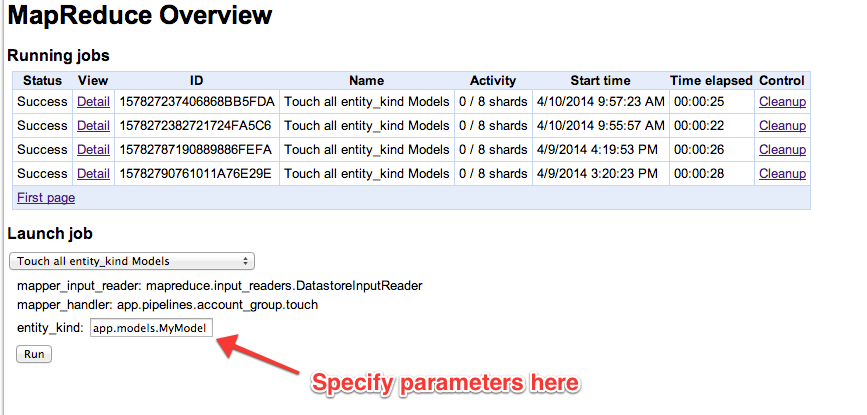 MapReduce Overview
Running jobs
Status View ID Name Activity Start time Time elapsed Control
Success Detail 157827237406868BB5FDA Touch all entity_kind Models 0 / 8 shards 4/10/2014 9:57:23 AM 00:00:25 Cleanup
Success Detail 1578272382721724FA5C6 Touch all entity_kind Models 0 / 8 shards 4/10/2014 9:55:57 AM 00:00:22 Cleanup
Success Detail 15782787190889886FEFA Touch all entity_kind Models 0 / 8 shards 4/9/2014 4:19:53 PM 00:00:26 Cleanup
Success Detail 15782790761011A76E29E Touch all entity_kind Models 0 / 8 shards 4/9/2014 3:20:23 PM 00:00:28 Cleanup
First page
Launch job
Touch all entity_kind Models
mapper_input_reader: mapreduce.input_readers.DatastoreInputReader
mapper_handler: app.pipelines.account_group.touch
entity_kind: app.models.MyModel
Run
Specify parameters here